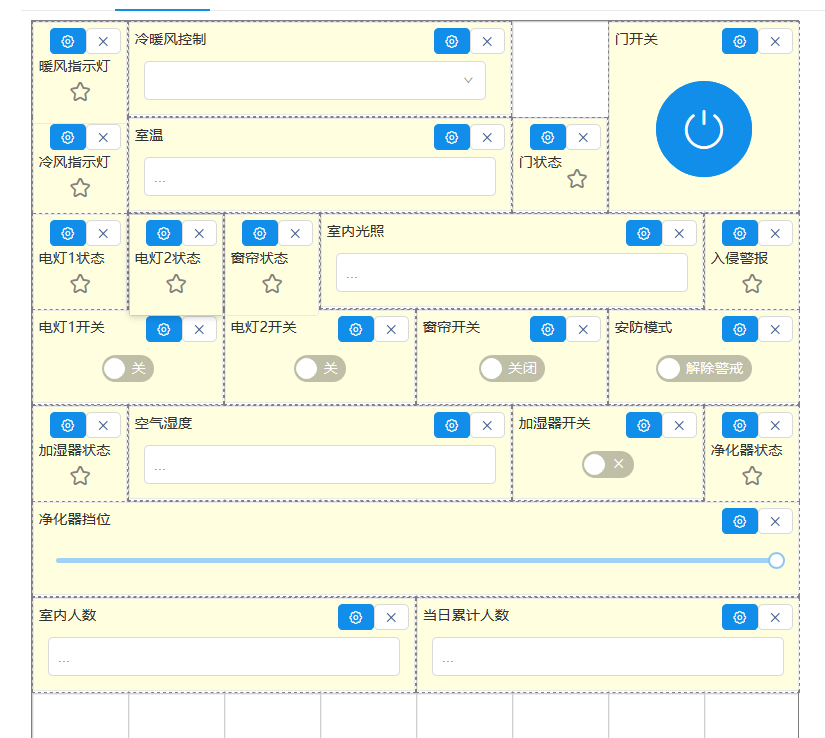 暖风指示灯
冷暖风控制
门开关
冷风指示灯
室温
...
门状态
电灯1状态
电灯2状态
窗帘状态
室内光照
...
入侵警报
电灯1开关
关
电灯2开关
关
窗帘开关
关闭
安防模式
解除警戒
加湿器状态
空气湿度
...
加湿器开关
净化器状态
净化器挡位
室内人数
...
当日累计人数
...